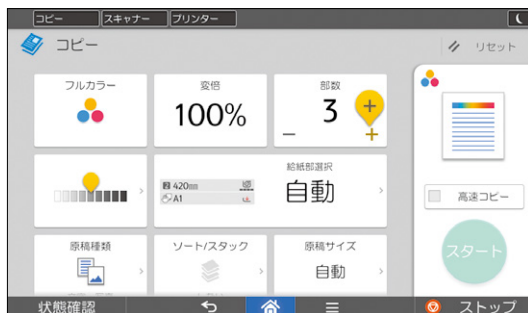 コピー
スキャナー
プリンター
コピー
リセット
フルカラー
変倍
100%
部数
3
給紙部選択
2 420mm
A1
自動
高速コピー
原稿種類
ソート/スタック
原稿サイズ
自動
スタート
状態確認
ストップ